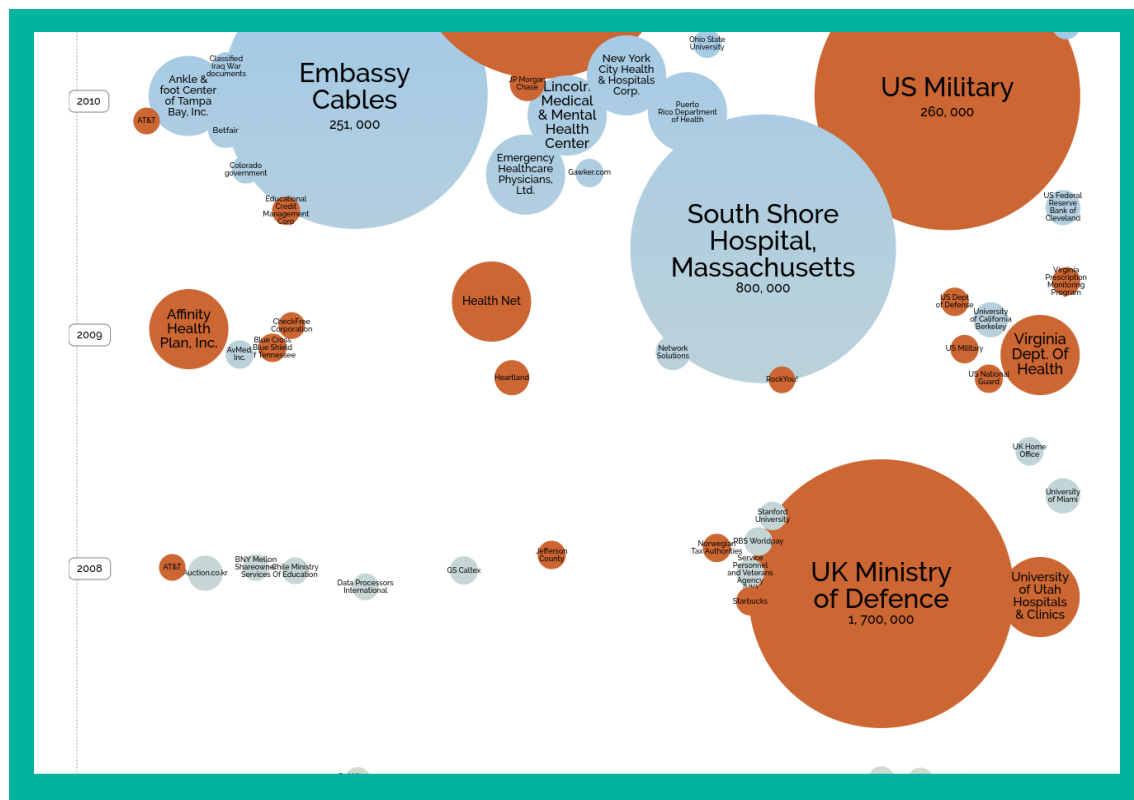 Ohio State
University
Classified
Iraq War
documents
New York
City Health
& Hospitals
Corp.
Embassy
Cables
251, 000
JP Morgan
Chase
US Military
260, 000
Ankle &
foot Center
of Tampa
Bay, Inc.
Lincoln
Medical
& Mental
Health
Center
2010
Puerto
Rico Department
of Health
AT&T
Betfair
Emergency
Healthcare
Physicians,
Ltd.
Colorado
government
Gawker.com
Educational
Credit
Management
Corp
US Federal
Reserve
Bank of
Cleveland
South Shore
Hospital,
Massachusetts
800, 000
Virginia
Prescription
Monitoring
Program
Health Net
US Dept
of Defense
Affinity
Health
Plan, Inc.
CheckFree
Corporation
University
of California
Berkeley
2009
Blue Cross
Blue Shield
f Tennessee
AvMed,
Inc.
Network
Solutions
US Military
Virginia
Dept. Of
Health
Heartland
RockYou!
US National
Guard
UK Home
Office
University
of Miami
Stanford
University
RBS Worldpay
Norwegian
Tax Authorities
Jefferson
County
Service
Personnel
and Veterans
Agency
2008
AT&T
Auction.co.kr
BNY Mellon
Shareowner
Services
Chile Ministry
Of Education
GS Caltex
Data Processors
International
UK Ministry
of Defence
1, 700, 000
Starbucks
University
of Utah
Hospitals
& Clinics